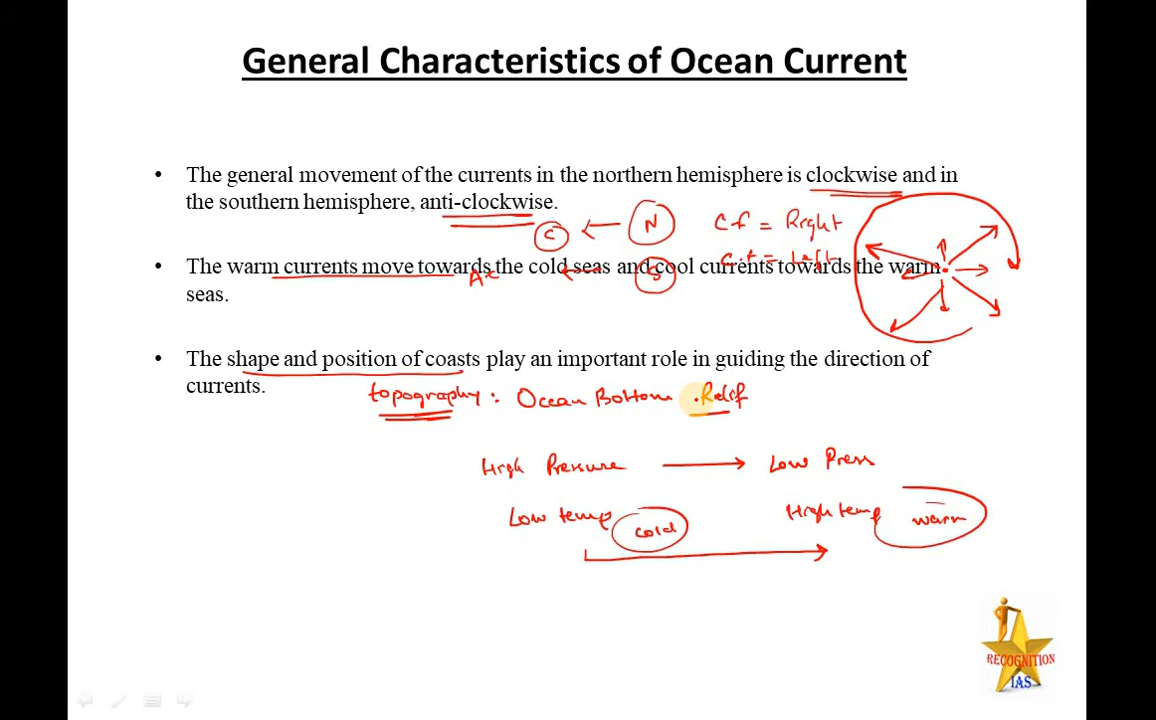 General Characteristics of Ocean Current
• The general movement of the currents in the northern hemisphere is clockwise and in
the southern hemisphere, anti-clockwise.
C ← N Cf = Right
• The warm currents move towards the cold seas and cool currents towards the warm
Ac ← S C.f = Left
seas.
• The shape and position of coasts play an important role in guiding the direction of
currents.
topography : Ocean Bottom . Relif
High Pressure → Low Press
Low temp cold High temp warm
RECOGNITION
IAS